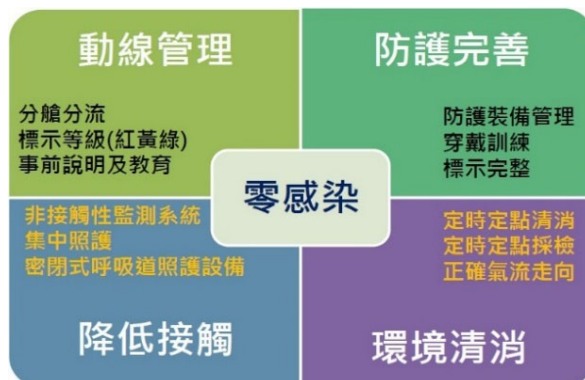 動線管理
分艙分流
標示等級(紅黃綠)
事前說明及教育
防護完善
防護裝備管理
穿戴訓練
標示完整
零感染
非接觸性監測系統
集中照護
密閉式呼吸道照護設備
降低接觸
定時定點清消
定時定點採檢
正確氣流走向
環境清消